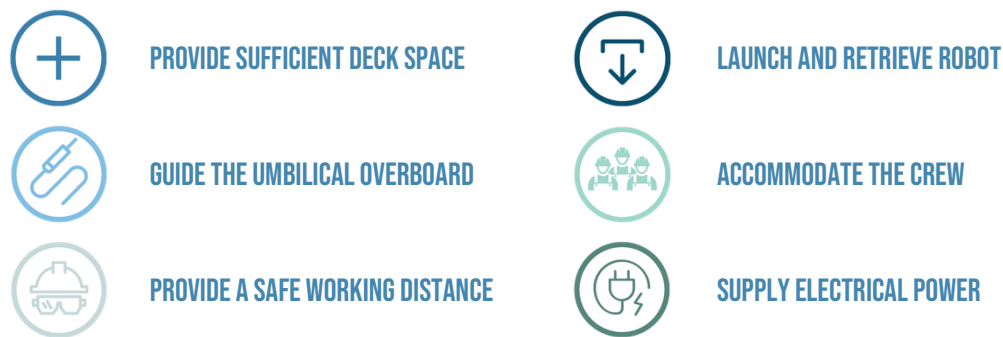 PROVIDE SUFFICIENT DECK SPACE
LAUNCH AND RETRIEVE ROBOT
GUIDE THE UMBILICAL OVERBOARD
ACCOMMODATE THE CREW
PROVIDE A SAFE WORKING DISTANCE
SUPPLY ELECTRICAL POWER